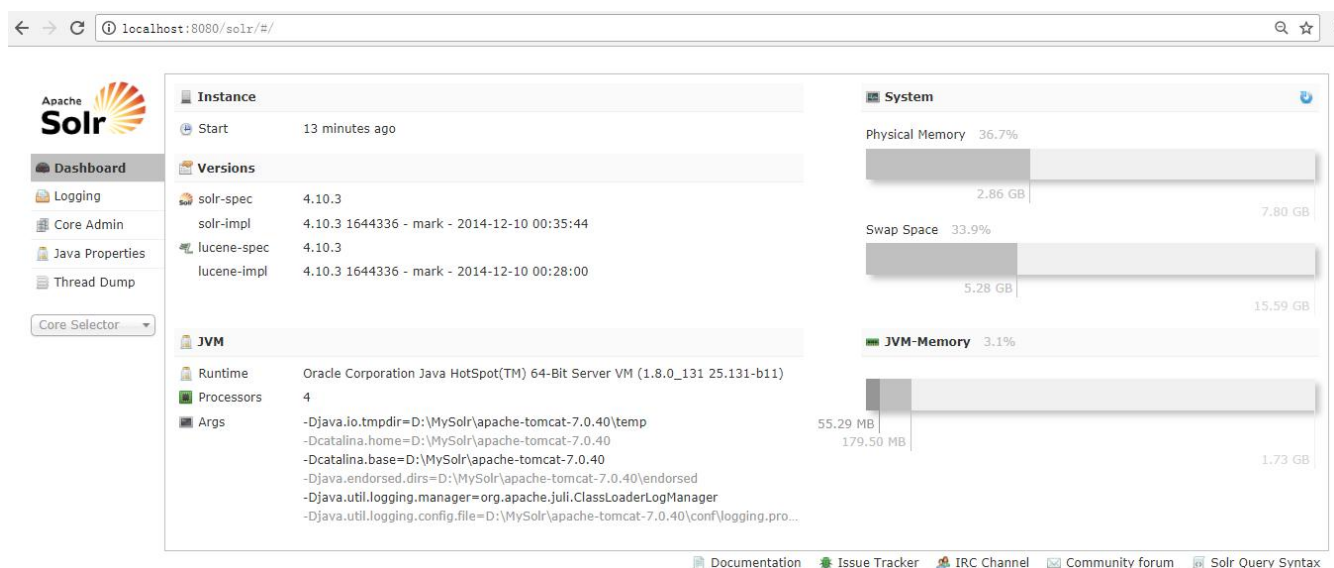 localhost:8080/solr/#/
Apache
Solr
Dashboard
Logging
Core Admin
Java Properties
Thread Dump
Core Selector
Instance
Start 13 minutes ago
Versions
solr-spec 4.10.3
solr-impl 4.10.3 1644336 - mark - 2014-12-10 00:35:44
lucene-spec 4.10.3
lucene-impl 4.10.3 1644336 - mark - 2014-12-10 00:28:00
JVM
Runtime Oracle Corporation Java HotSpot(TM) 64-Bit Server VM (1.8.0_131 25.131-b11)
Processors 4
Args -Djava.io.tmpdir=D:\MySolr\apache-tomcat-7.0.40\temp
-Dcatalina.home=D:\MySolr\apache-tomcat-7.0.40
-Dcatalina.base=D:\MySolr\apache-tomcat-7.0.40
-Djava.endorsed.dirs=D:\MySolr\apache-tomcat-7.0.40\endorsed
-Djava.util.logging.manager=org.apache.juli.ClassLoaderLogManager
-Djava.util.logging.config.file=D:\MySolr\apache-tomcat-7.0.40\conf\logging.pro...
System
Physical Memory 36.7%
2.86 GB
7.80 GB
Swap Space 33.9%
5.28 GB
15.59 GB
JVM-Memory 3.1%
55.29 MB
179.50 MB
1.73 GB
Documentation Issue Tracker IRC Channel Community forum Solr Query Syntax